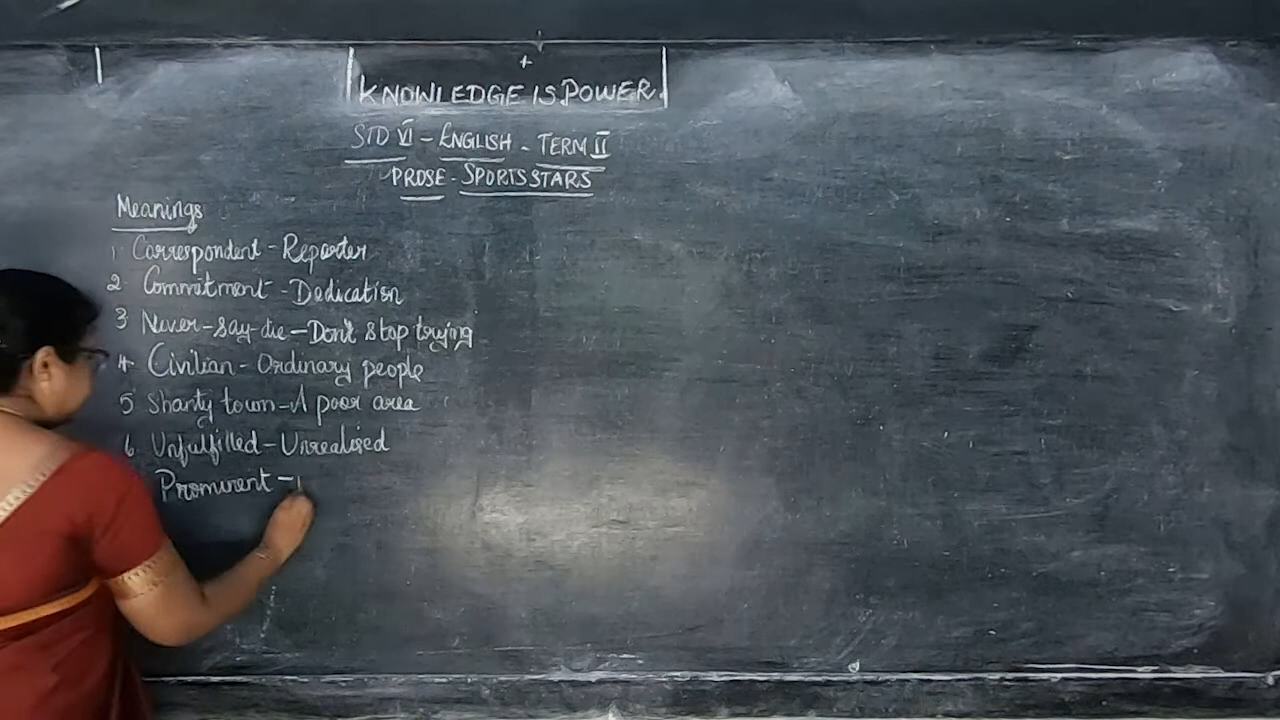 KNOWLEDGE IS POWER.
STD VI - ENGLISH - TERM II
PROSE - SPORTS STARS
Meanings
1 Correspondent - Reporter
2 Commitment - Dedication
3 Never-say-die - Don't stop trying
4 Civilian - Ordinary people
5 Shanty town - A poor area
6 Unfulfilled - Unrealised
Prominent -